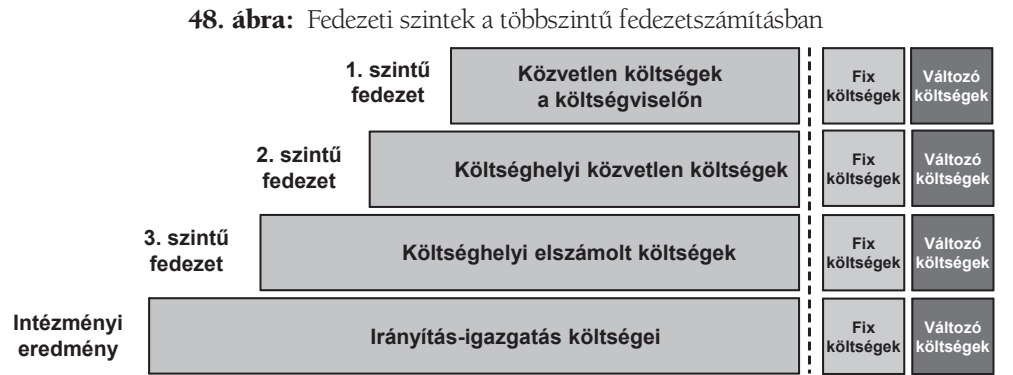 48. ábra: Fedezeti szintek a többszintű fedezetszámításban
1. szintű
fedezet
Közvetlen költségek
a költségviselőn
Fix
költségek
Változó
költségek
2. szintű
fedezet
Költséghelyi közvetlen költségek
Fix
költségek
Változó
költségek
3. szintű
fedezet
Költséghelyi elszámolt költségek
Fix
költségek
Változó
költségek
Intézményi
eredmény
Irányítás-igazgatás költségei
Fix
költségek
Változó
költségek